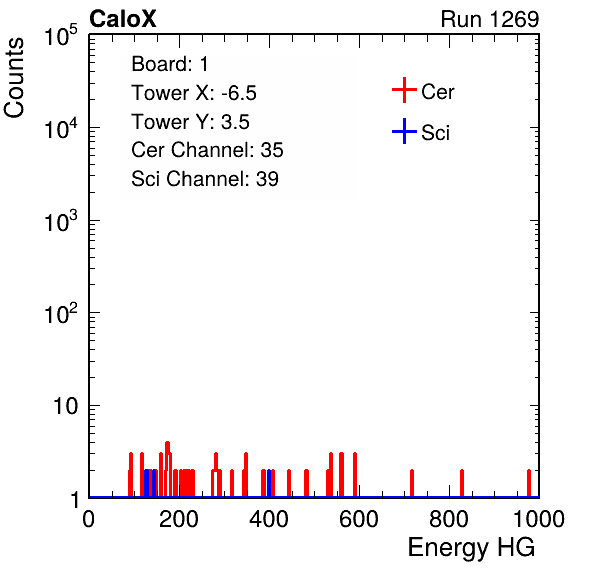 CaloX Run 1269
Counts
10^5
10^4
10^3
10^2
10
1
Board: 1
Tower X: -6.5
Tower Y: 3.5
Cer Channel: 35
Sci Channel: 39
Cer
Sci
0 200 400 600 800 1000
Energy HG